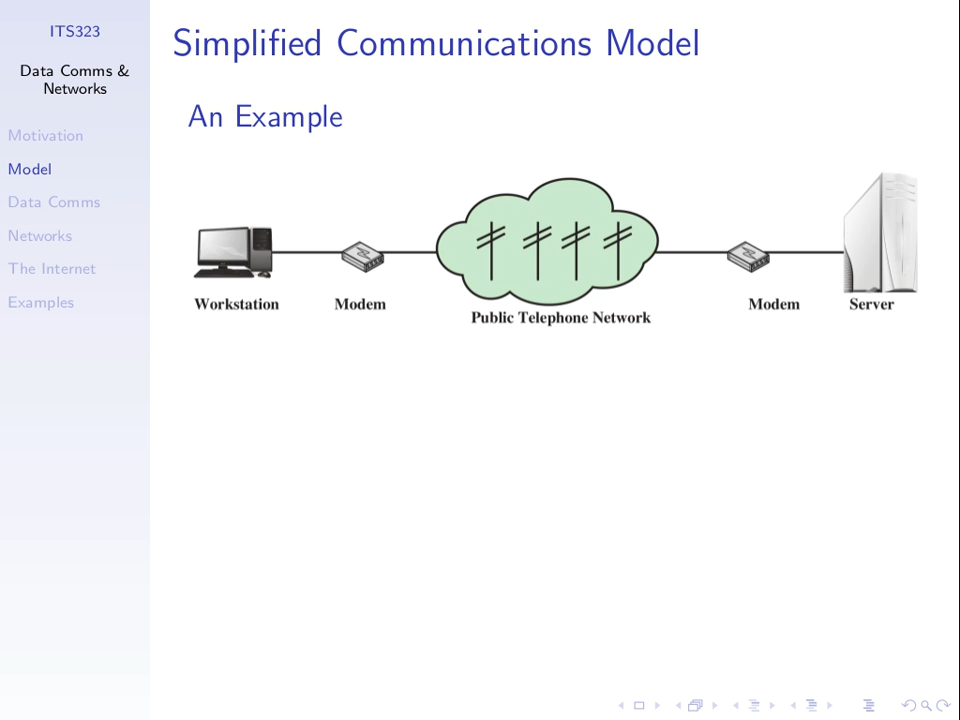 ITS323
Data Comms &
Networks
Motivation
Model
Data Comms
Networks
The Internet
Examples
Simplified Communications Model
An Example
Workstation
Modem
Public Telephone Network
Modem
Server